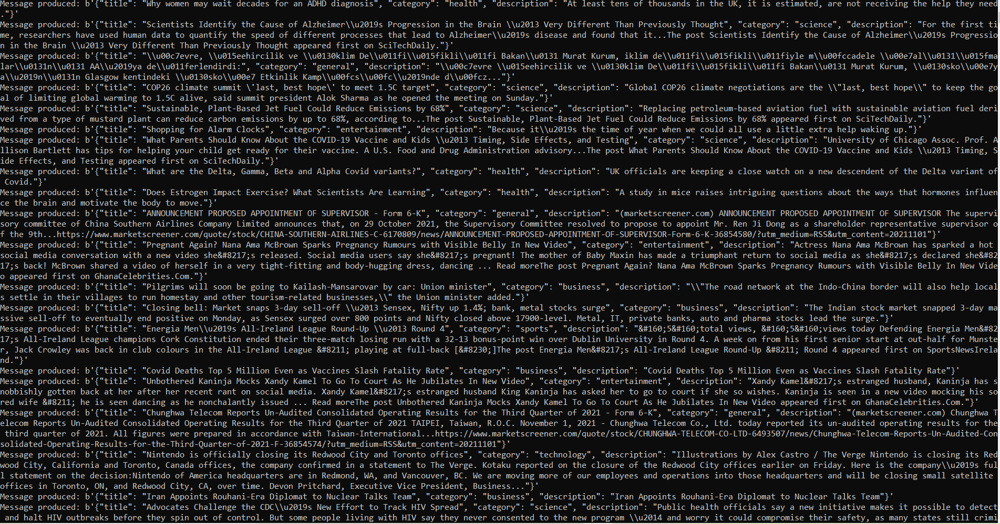 Message produced: b'{"title": "Why women may wait decades for an ADHD diagnosis", "category": "health", "description": "At least tens of thousands in the UK, it is estimated, are not receiving the help they need
."}'
Message produced: b'{"title": "Scientists Identify the Cause of Alzheimer\\u2019s Progression in the Brain \\u2013 Very Different Than Previously Thought", "category": "science", "description": "For the first ti
me, researchers have used human data to quantify the speed of different processes that lead to Alzheimer\\u2019s disease and found that it...The post Scientists Identify the Cause of Alzheimer\\u2019s Progressio
n in the Brain \\u2013 Very Different Than Previously Thought appeared first on SciTechDaily."}'
Message produced: b'{"title": "\\u00c7evre, \\u015eehircilik ve \\u0130klim De\\u011fi\\u015fikli\\u011fi Bakan\\u0131 Murat Kurum, iklim de\\u011fi\\u015fikli\\u011fiyle m\\u00fccadele \\u00e7al\\u0131\\u015fma
lar\\u0131n\\u0131 AA\\u2019ya de\\u011ferlendirdi:", "category": "general", "description": "\\u00c7evre \\u015eehircilik ve \\u0130klim De\\u011fi\\u015fikli\\u011fi Bakan\\u0131 Murat Kurum, \\u0130sko\\u00e7y
a\\u2019n\\u0131n Glasgow kentindeki \\u0130sko\\u00e7 Etkinlik Kamp\\u00fcs\\u00fc\\u2019nde d\\u00fcz..."}'
Message produced: b'{"title": "COP26 climate summit \'last, best hope\' to meet 1.5C target", "category": "science", "description": "Global COP26 climate negotiations are the \\"last, best hope\\" to keep the go
al of limiting global warming to 1.5C alive, said summit president Alok Sharma as he opened the meeting on Sunday."}'
Message produced: b'{"title": "Sustainable, Plant-Based Jet Fuel Could Reduce Emissions by 68%", "category": "science", "description": "Replacing petroleum-based aviation fuel with sustainable aviation fuel deri
ved from a type of mustard plant can reduce carbon emissions by up to 68%, according to...The post Sustainable, Plant-Based Jet Fuel Could Reduce Emissions by 68% appeared first on SciTechDaily."}'
Message produced: b'{"title": "Shopping for Alarm Clocks", "category": "entertainment", "description": "Because it\\u2019s the time of year when we could all use a little extra help waking up."}'
Message produced: b'{"title": "What Parents Should Know About the COVID-19 Vaccine and Kids \\u2013 Timing, Side Effects, and Testing", "category": "science", "description": "University of Chicago Assoc. Prof. A
llison Bartlett has tips for helping your child get ready for their vaccine. A U.S. Food and Drug Administration advisory...The post What Parents Should Know About the COVID-19 Vaccine and Kids \\u2013 Timing, S
ide Effects, and Testing appeared first on SciTechDaily."}'
Message produced: b'{"title": "What are the Delta, Gamma, Beta and Alpha Covid variants?", "category": "health", "description": "UK officials are keeping a close watch on a new descendent of the Delta variant of
 Covid."}'
Message produced: b'{"title": "Does Estrogen Impact Exercise? What Scientists Are Learning", "category": "health", "description": "A study in mice raises intriguing questions about the ways that hormones influen
ce the brain and motivate the body to move."}'
Message produced: b'{"title": "ANNOUNCEMENT PROPOSED APPOINTMENT OF SUPERVISOR - Form 6-K", "category": "general", "description": "(marketscreener.com) ANNOUNCEMENT PROPOSED APPOINTMENT OF SUPERVISOR The supervi
sory committee of China Southern Airlines Company Limited announces that, on 29 October 2021, the Supervisory Committee resolved to propose to appoint Mr. Ren Ji Dong as a shareholder representative supervisor o
f the 9th...https://www.marketscreener.com/quote/stock/CHINA-SOUTHERN-AIRLINES-C-6170809/news/ANNOUNCEMENT-PROPOSED-APPOINTMENT-OF-SUPERVISOR-Form-6-K-36854580/?utm_medium=RSS&utm_content=20211101"}'
Message produced: b'{"title": "Pregnant Again? Nana Ama McBrown Sparks Pregnancy Rumours with Visible Belly In New Video", "category": "entertainment", "description": "Actress Nana Ama McBrown has sparked a hot 
social media conversation with a new video she&#8217;s released. Social media users say she&#8217;s pregnant! The mother of Baby Maxin has made a triumphant return to social media as she&#8217;s declared she&#82
17;s back! McBrown shared a video of herself in a very tight-fitting and body-hugging dress, dancing ... Read moreThe post Pregnant Again? Nana Ama McBrown Sparks Pregnancy Rumours with Visible Belly In New Vide
o appeared first on GhanaCelebrities.Com."}'
Message produced: b'{"title": "Pilgrims will soon be going to Kailash-Mansarovar by car: Union minister", "category": "business", "description": "\\"The road network at the Indo-China border will also help local
s settle in their villages to run homestay and other tourism-related businesses,\\" the Union minister added."}'
Message produced: b'{"title": "Closing bell: Market snaps 3-day sell-off \\u2013 Sensex, Nifty up 1.4%; bank, metal stocks surge", "category": "business", "description": "The Indian stock market snapped 3-day ma
ssive sell-off to eventually end positive on Monday, as Sensex surged over 800 points and Nifty closed above 17900-level. Metal, IT, private banks, auto and pharma stocks lead the surge."}'
Message produced: b'{"title": "Energia Men\\u2019s All-Ireland League Round-Up \\u2013 Round 4", "category": "sports", "description": "&#160;5&#160;total views, &#160;5&#160;views today Defending Energia Men&#82
17;s All-Ireland League champions Cork Constitution ended their three-match losing run with a 32-13 bonus-point win over Dublin University in Round 4. A week on from his first senior start at out-half for Munste
r, Jack Crowley was back in club colours in the All-Ireland League &#8211; playing at full-back [&#8230;]The post Energia Men&#8217;s All-Ireland League Round-Up &#8211; Round 4 appeared first on SportsNewsIrela
nd."}'
Message produced: b'{"title": "Covid Deaths Top 5 Million Even as Vaccines Slash Fatality Rate", "category": "business", "description": "Covid Deaths Top 5 Million Even as Vaccines Slash Fatality Rate"}'
Message produced: b'{"title": "Unbothered Kaninja Mocks Xandy Kamel To Go To Court As He Jubilates In New Video", "category": "entertainment", "description": "Xandy Kamel&#8217;s estranged husband, Kaninja has s
nobbishly gotten back at her after her recent rant on social media. Xandy Kamel&#8217;s estranged husband King Kaninja has asked her to go to court if she so wishes. Kaninja is seen in a new video mocking his so
red wife &#8211; he is seen dancing as he nonchalantly issued ... Read moreThe post Unbothered Kaninja Mocks Xandy Kamel To Go To Court As He Jubilates In New Video appeared first on GhanaCelebrities.Com."}'
Message produced: b'{"title": "Chunghwa Telecom Reports Un-Audited Consolidated Operating Results for the Third Quarter of 2021 - Form 6-K", "category": "general", "description": "(marketscreener.com) Chunghwa T
elecom Reports Un-Audited Consolidated Operating Results for the Third Quarter of 2021 TAIPEI, Taiwan, R.O.C. November 1, 2021 - Chunghwa Telecom Co., Ltd. today reported its un-audited operating results for the
 third quarter of 2021. All figures were prepared in accordance with Taiwan-International...https://www.marketscreener.com/quote/stock/CHUNGHWA-TELECOM-CO-LTD-6493507/news/Chunghwa-Telecom-Reports-Un-Audited-Con
solidated-Operating-Results-for-the-Third-Quarter-of-2021-F-36854574/?utm_medium=RSS&utm_content=20211101"}'
Message produced: b'{"title": "Nintendo is officially closing its Redwood City and Toronto offices", "category": "technology", "description": "Illustrations by Alex Castro / The Verge Nintendo is closing its Red
wood City, California and Toronto, Canada offices, the company confirmed in a statement to The Verge. Kotaku reported on the closure of the Redwood City offices earlier on Friday. Here is the company\\u2019s ful
l statement on the decision:Nintendo of America headquarters are in Redmond, WA, and Vancouver, BC. We are moving more of our employees and operations into those headquarters and will be closing small satellite 
offices in Toronto, ON, and Redwood City, CA, over time. Devon Pritchard, Executive Vice President, Business..."}'
Message produced: b'{"title": "Iran Appoints Rouhani-Era Diplomat to Nuclear Talks Team", "category": "business", "description": "Iran Appoints Rouhani-Era Diplomat to Nuclear Talks Team"}'
Message produced: b'{"title": "Advocates Challenge the CDC\\u2019s New Effort to Track HIV Spread", "category": "science", "description": "Public health officials say a new initiative makes it possible to detect
 and halt HIV outbreaks before they spin out of control. But some people living with HIV say they never consented to the new program \\u2014 and worry it could compromise their safety, as many states still crimi